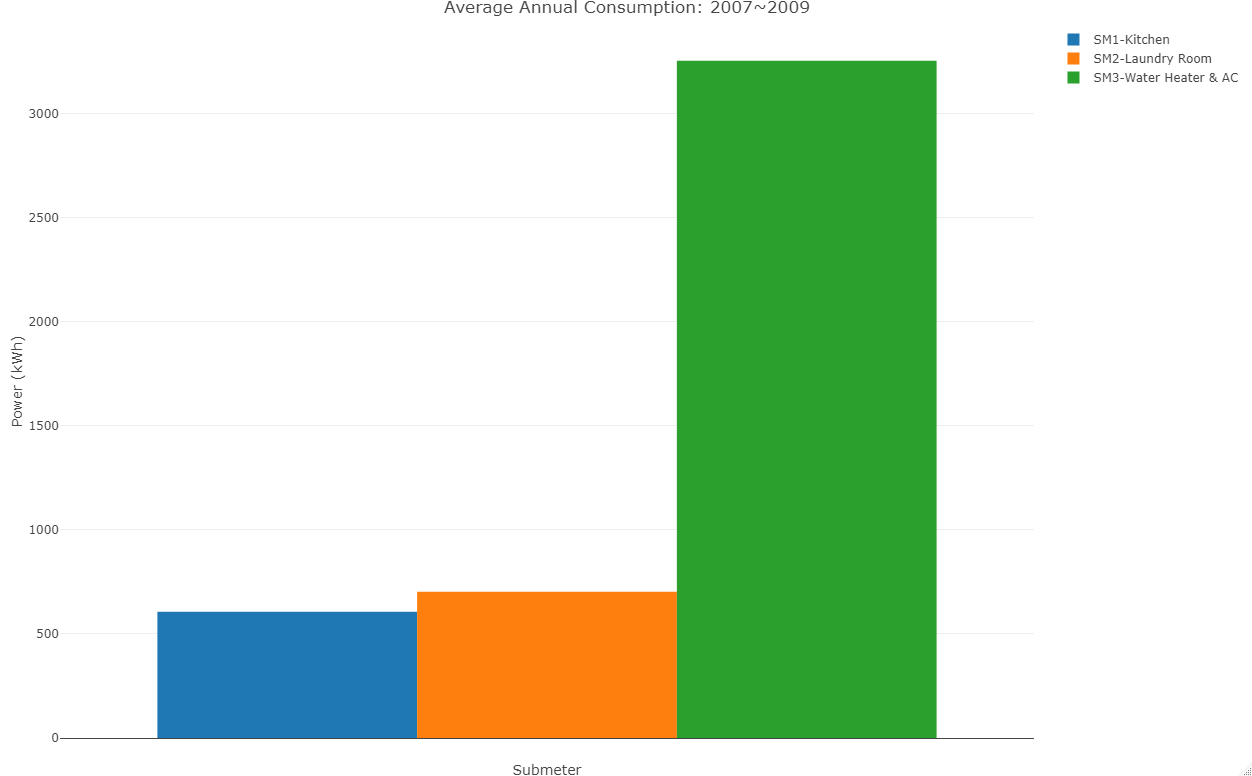 Average Annual Consumption: 2007~2009
SM1-Kitchen
SM2-Laundry Room
SM3-Water Heater & AC
3000
2500
2000
1500
1000
500
0
Power (kWh)
Submeter